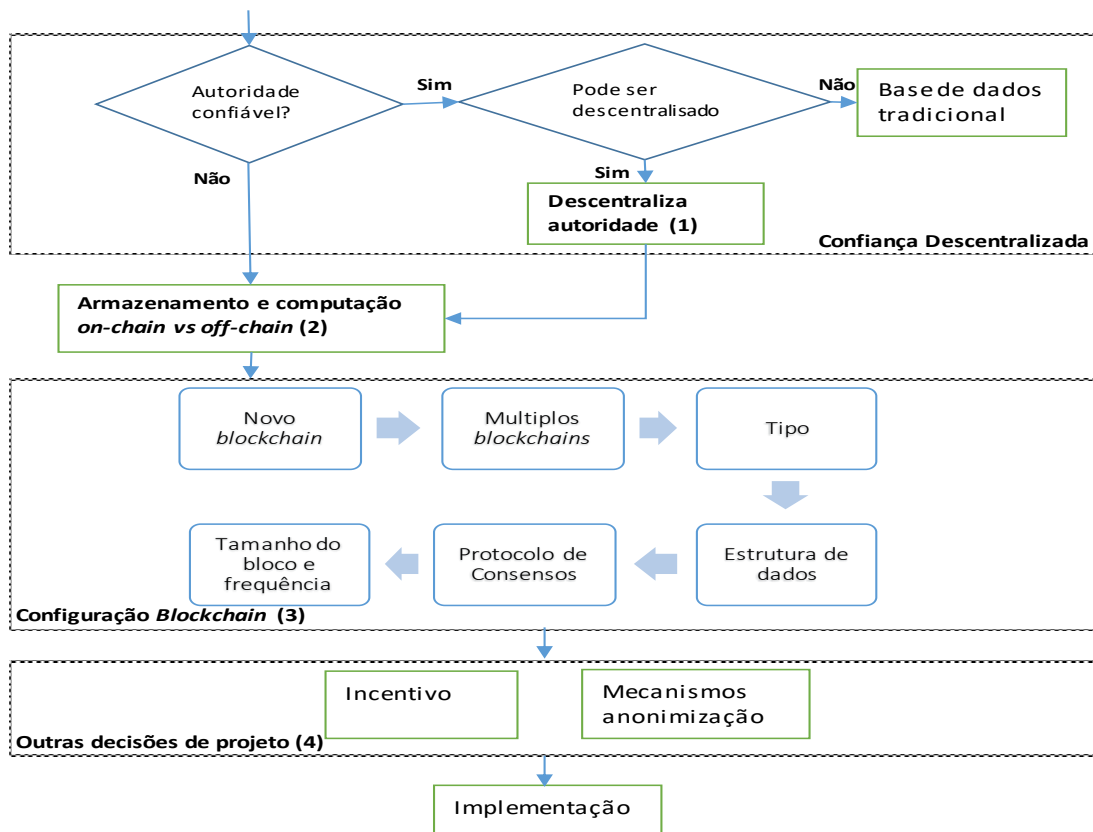 Autoridade
confiável?
Sim
Pode ser
descentralisado
Não
Base de dados
tradicional
Não
Sim
Descentraliza
autoridade (1)
Confiança Descentralizada
Armazenamento e computação
on-chain vs off-chain (2)
Novo
blockchain
Multiplos
blockchains
Tipo
Tamanho do
bloco e
frequência
Protocolo de
Consensos
Estrutura de
dados
Configuração Blockchain (3)
Incentivo
Mecanismos
anonimização
Outras decisões de projeto (4)
Implementação